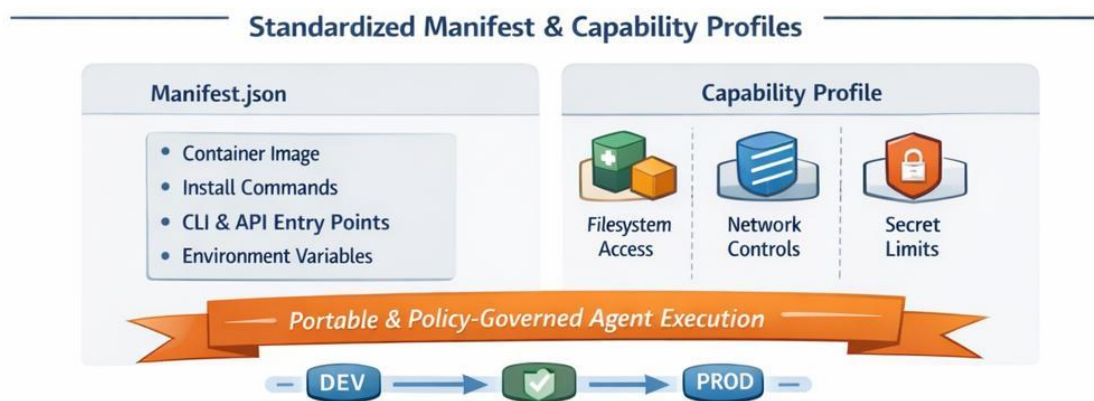 Standardized Manifest & Capability Profiles
Manifest.json
• Container Image
• Install Commands
• CLI & API Entry Points
• Environment Variables
Capability Profile
Filesystem
Access
Network
Controls
Secret
Limits
Portable & Policy-Governed Agent Execution
DEV
PROD